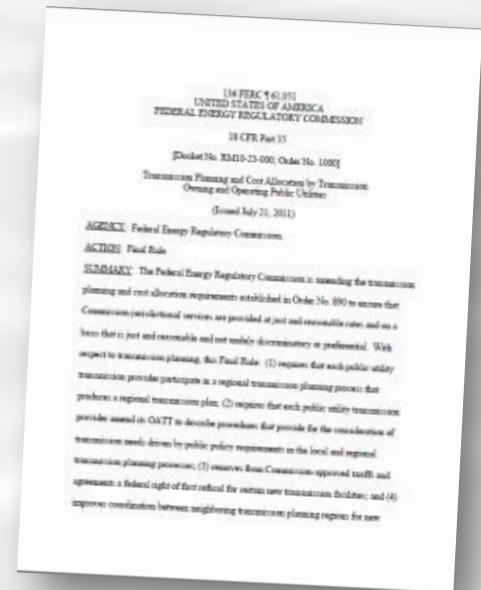 136 FERC ¶ 61,051
UNITED STATES OF AMERICA
FEDERAL ENERGY REGULATORY COMMISSION
18 CFR Part 35
[Docket No. RM10-23-000; Order No. 1000]
Transmission Planning and Cost Allocation by Transmission
Owning and Operating Public Utilities
(Issued July 21, 2011)
AGENCY: Federal Energy Regulatory Commission.
ACTION: Final Rule
SUMMARY: The Federal Energy Regulatory Commission is amending the transmission
planning and cost allocation requirements established in Order No. 890 to ensure that
Commission-jurisdictional services are provided at just and reasonable rates and on a
basis that is just and reasonable and not unduly discriminatory or preferential. With
respect to transmission planning, this Final Rule: (1) requires that each public utility
transmission provider participate in a regional transmission planning process that
produces a regional transmission plan; (2) requires that each public utility transmission
provider amend its OATT to describe procedures that provide for the consideration of
transmission needs driven by public policy requirements in the local and regional
transmission planning processes; (3) removes from Commission-approved tariffs and
agreements a federal right of first refusal for certain new transmission facilities; and (4)
improves coordination between neighboring transmission planning regions for new